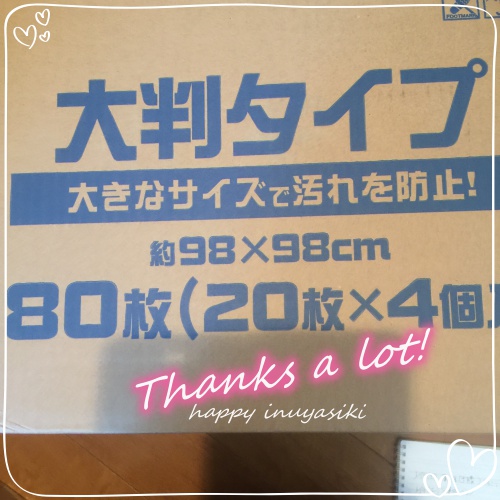 大判タイプ
大きなサイズで汚れを防止!
約98×98cm
80枚(20枚×4個
Thanks a lot!
happy inuyasiki